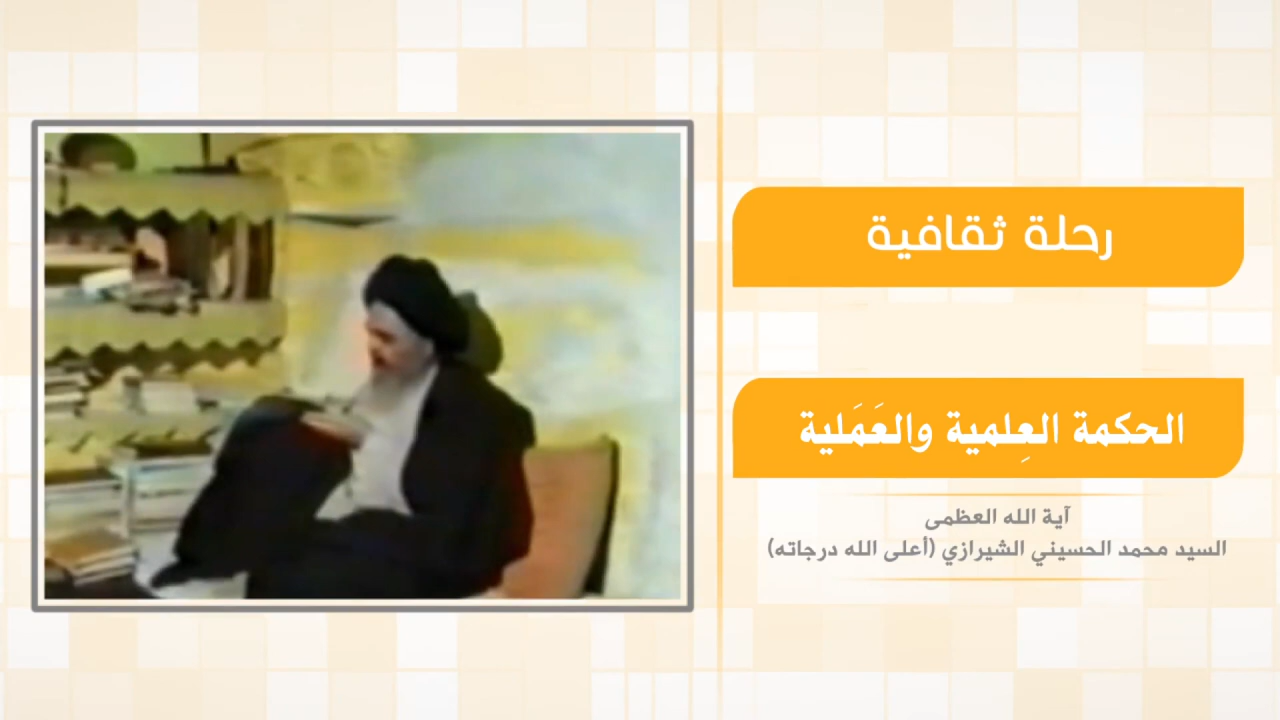 رحلة ثقافية
الحكمة العِلمية والعَمَلية
آية الله العظمى
السيد محمد الحسيني الشيرازي (أعلى الله درجاته)